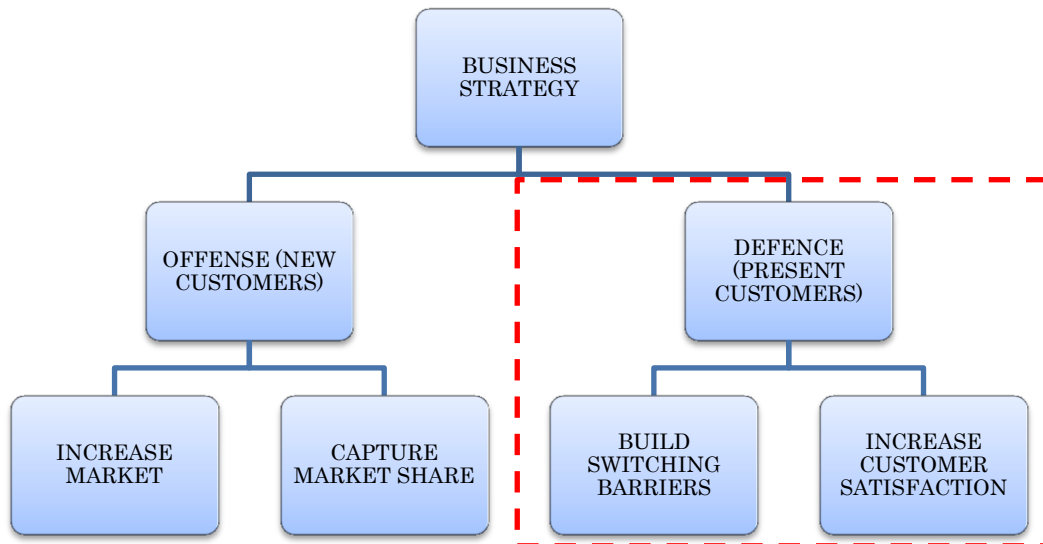 BUSINESS
STRATEGY
OFFENSE (NEW
CUSTOMERS)
DEFENCE
(PRESENT
CUSTOMERS)
INCREASE
MARKET
CAPTURE
MARKET SHARE
BUILD
SWITCHING
BARRIERS
INCREASE
CUSTOMER
SATISFACTION